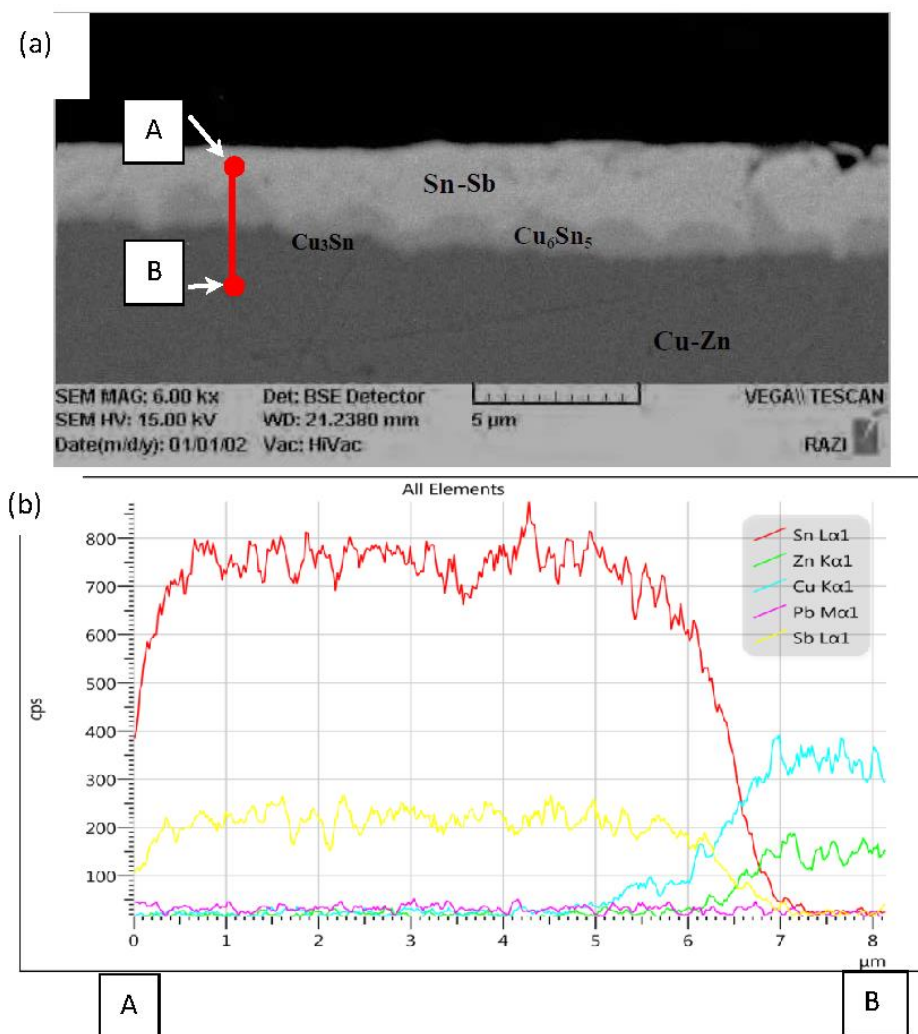 (a)
A
Sn-Sb
Cu₃Sn
Cu₆Sn₅
B
Cu-Zn
SEM MAG: 6.00 kx Det: BSE Detector VEGA\\ TESCAN
SEM HV: 15.00 kV WD: 21.2380 mm 5 µm
Date(m/d/y): 01/01/02 Vac: HiVac RAZI
(b)
All Elements
Sn Lα1
Zn Kα1
Cu Kα1
Pb Mα1
Sb Lα1
cps
800
700
600
500
400
300
200
100
0 1 2 3 4 5 6 7 8
µm
A B